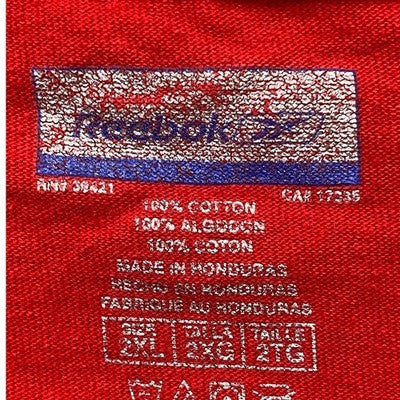 Reebok
RN# 38421 CA# 17235
100% COTTON
100% ALGODON
100% COTON
MADE IN HONDURAS
HECHO EN HONDURAS
FABRIQUE AU HONDURAS
SIZE TALLA TAILLE
2XL 2XG 2TG